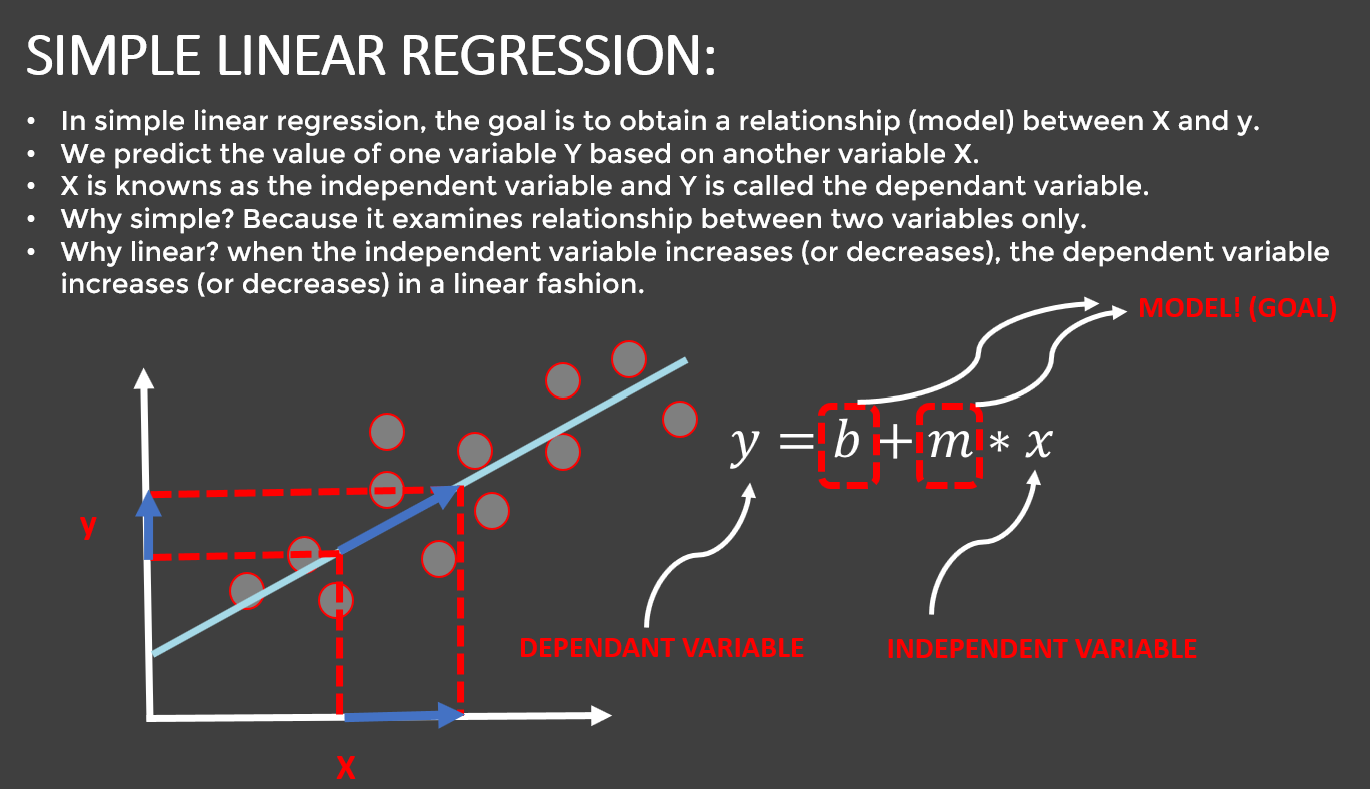 SIMPLE LINEAR REGRESSION:
• In simple linear regression, the goal is to obtain a relationship (model) between X and y.
• We predict the value of one variable Y based on another variable X.
• X is knowns as the independent variable and Y is called the dependant variable.
• Why simple? Because it examines relationship between two variables only.
• Why linear? when the independent variable increases (or decreases), the dependent variable
increases (or decreases) in a linear fashion.
MODEL! (GOAL)
y = b + m * x
y
DEPENDANT VARIABLE
INDEPENDENT VARIABLE
X